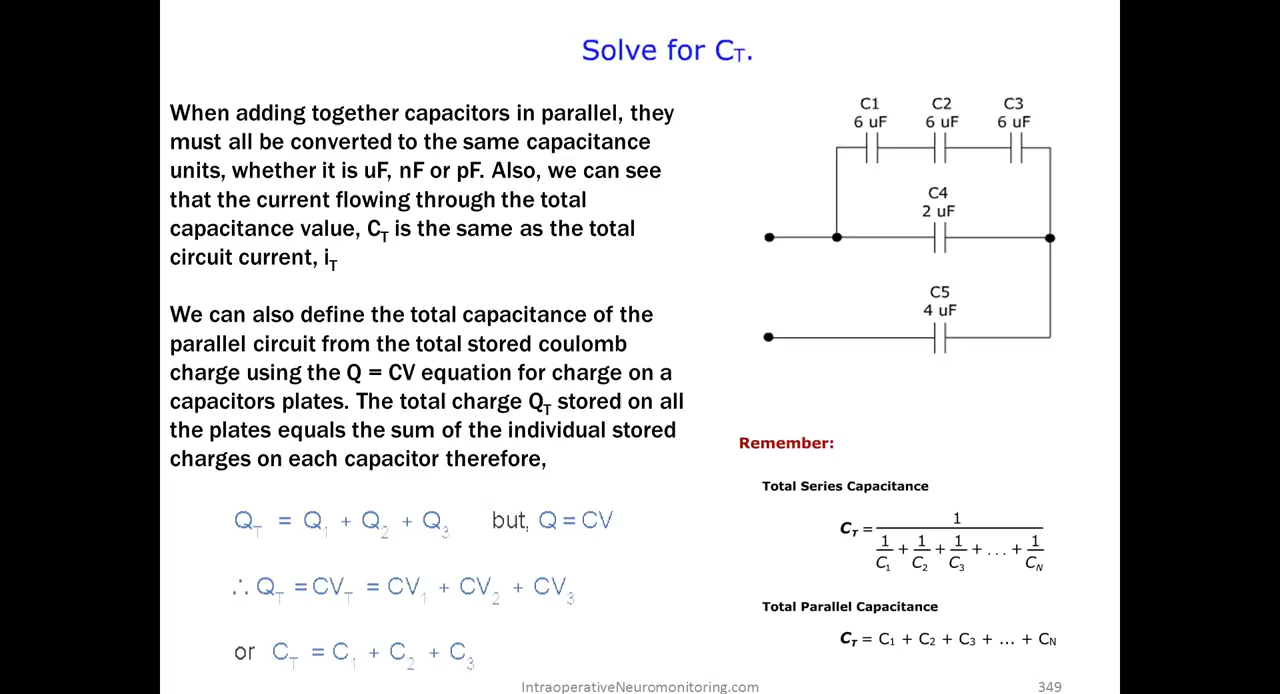 Solve for CT.
When adding together capacitors in parallel, they
must all be converted to the same capacitance
units, whether it is uF, nF or pF. Also, we can see
that the current flowing through the total
capacitance value, CT is the same as the total
circuit current, iT
We can also define the total capacitance of the
parallel circuit from the total stored coulomb
charge using the Q = CV equation for charge on a
capacitors plates. The total charge QT stored on all
the plates equals the sum of the individual stored
charges on each capacitor therefore,
QT = Q1 + Q2 + Q3 but, Q = CV
∴ QT = CVT = CV1 + CV2 + CV3
or CT = C1 + C2 + C3
C1 C2 C3
6 uF 6 uF 6 uF
C4
2 uF
C5
4 uF
Remember:
Total Series Capacitance
CT = 1 / (1/C1 + 1/C2 + 1/C3 + . . . + 1/CN)
Total Parallel Capacitance
CT = C1 + C2 + C3 + ... + CN
IntraoperativeNeuromonitoring.com 349